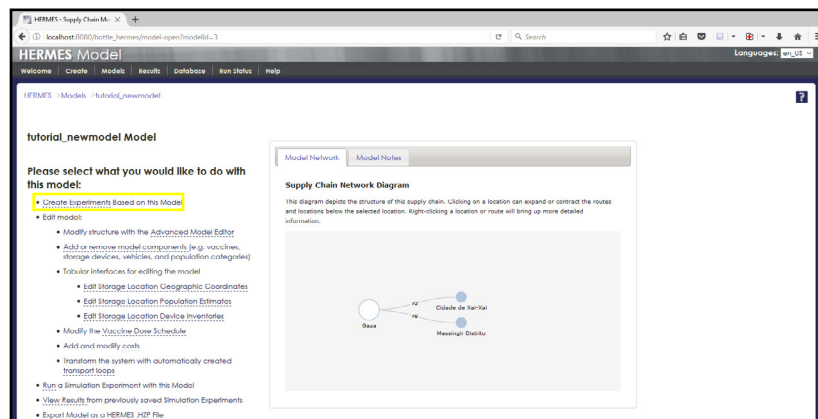 HERMES - Supply Chain Mo
localhost:8080/bottle_hermes/model-open?modelId=3
Search
HERMES Model
Languages: en_US
Welcome Create Models Results Database Run Status Help
HERMES >Models >tutorial_newmodel
?
tutorial_newmodel Model
Please select what you would like to do with
this model:
• Create Experiments Based on this Model
• Edit model:
• Modify structure with the Advanced Model Editor
• Add or remove model components (e.g. vaccines,
storage devices, vehicles, and population categories)
• Tabular interfaces for editing the model
• Edit Storage Location Geographic Coordinates
• Edit Storage Location Population Estimates
• Edit Storage Location Device Inventories
• Modify the Vaccine Dose Schedule
• Add and modify costs
• Transform the system with automatically created
transport loops
• Run a Simulation Experiment with this Model
• View Results from previously saved Simulation Experiments
• Export Model as a HERMES .HZP File
Model Network Model Notes
Supply Chain Network Diagram
This diagram depicts the structure of this supply chain. Clicking on a location can expand or contract the routes
and locations below the selected location. Right-clicking a location or route will bring up more detailed
information.
Cidade de Xai-Xai
Gaza
Massingir Distrito